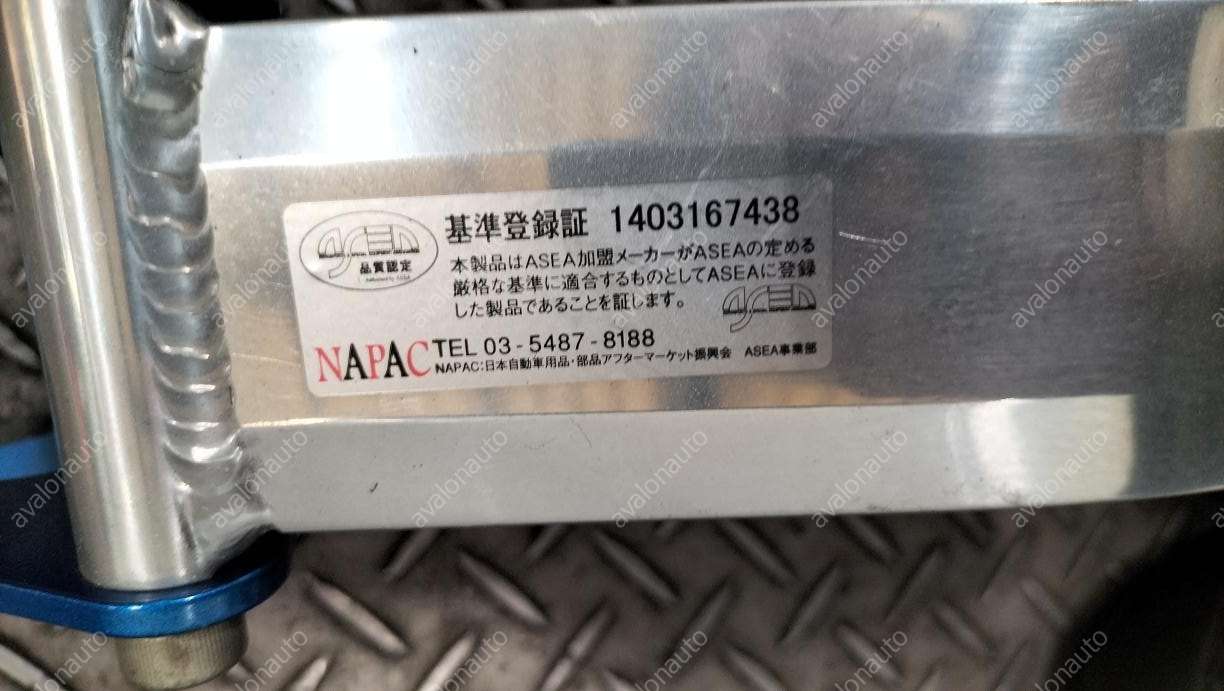 ASEA
品質認定
基準登録証 1403167438
本製品はASEA加盟メーカーがASEAの定める
厳格な基準に適合するものとしてASEAに登録
した製品であることを証します。
ASEA
NAPAC TEL 03-5487-8188
NAPAC:日本自動車用品・部品アフターマーケット振興会 ASEA事業部
avalonauto